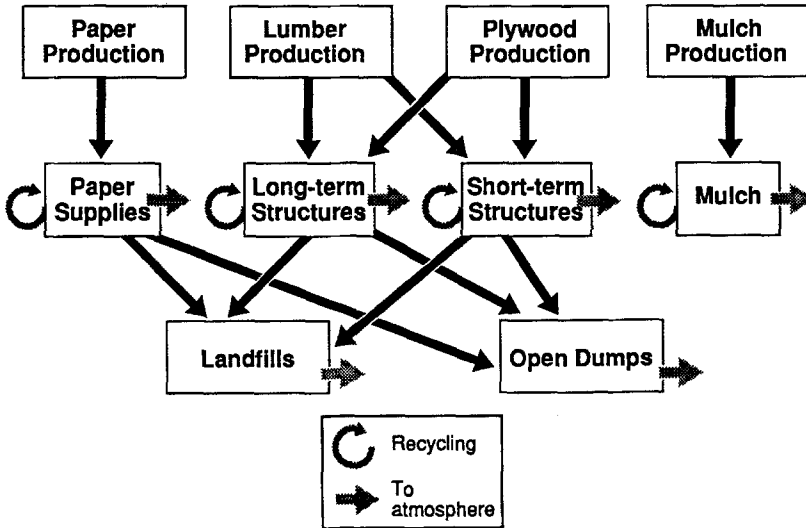 Paper
Production
Lumber
Production
Plywood
Production
Mulch
Production
Paper
Supplies
Long-term
Structures
Short-term
Structures
Mulch
Landfills
Open Dumps
Recycling
To
atmosphere